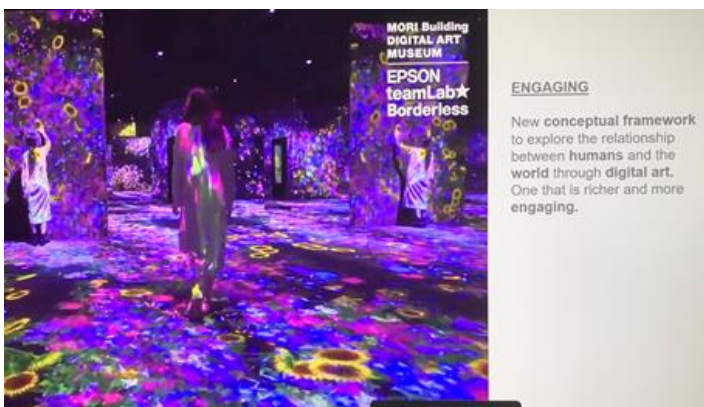 MORI Building
DIGITAL ART
MUSEUM
EPSON
teamLab★
Borderless
ENGAGING
New conceptual framework
to explore the relationship
between humans and the
world through digital art.
One that is richer and more
engaging.